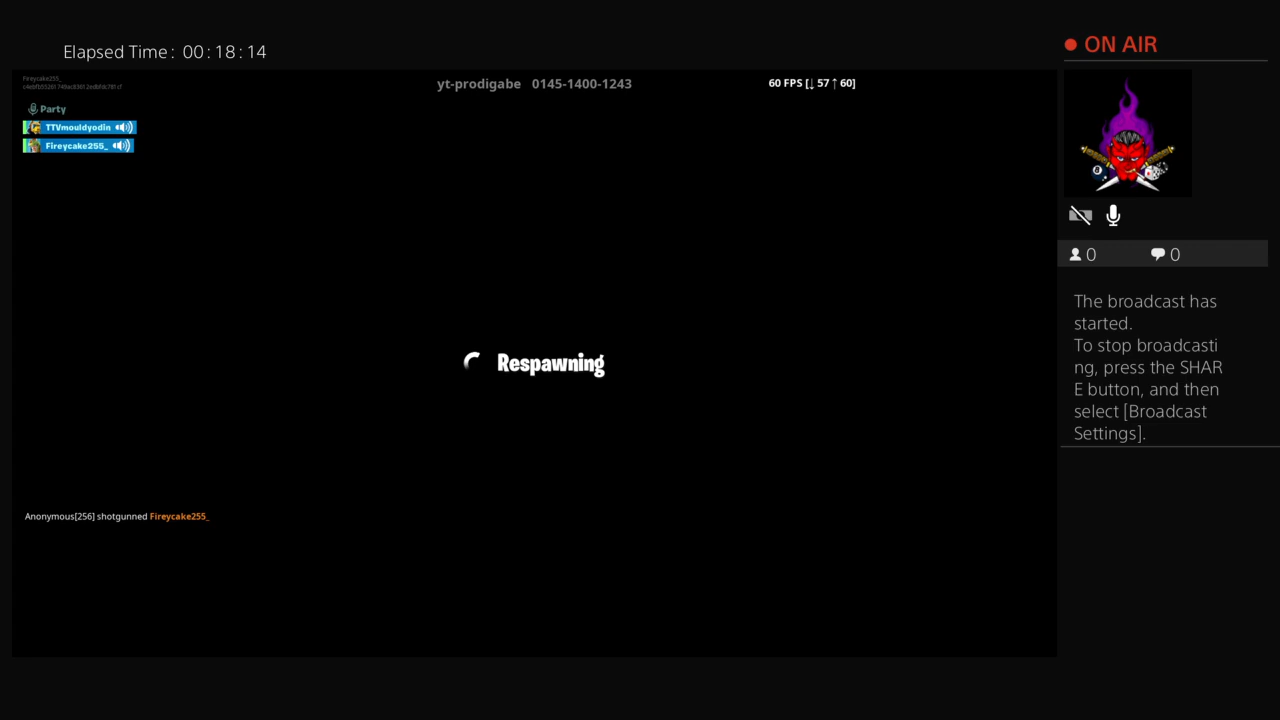 Elapsed Time: 00:18:14
ON AIR
Fireycake255_
yt-prodigabe 0145-1400-1243
60 FPS [↓ 57 ↑ 60]
Party
TTVmouldyodin
Fireycake255_
8
0 0
The broadcast has
started.
To stop broadcasti
ng, press the SHAR
E button, and then
select [Broadcast
Settings].
Respawning
Anonymous[256] shotgunned Fireycake255_